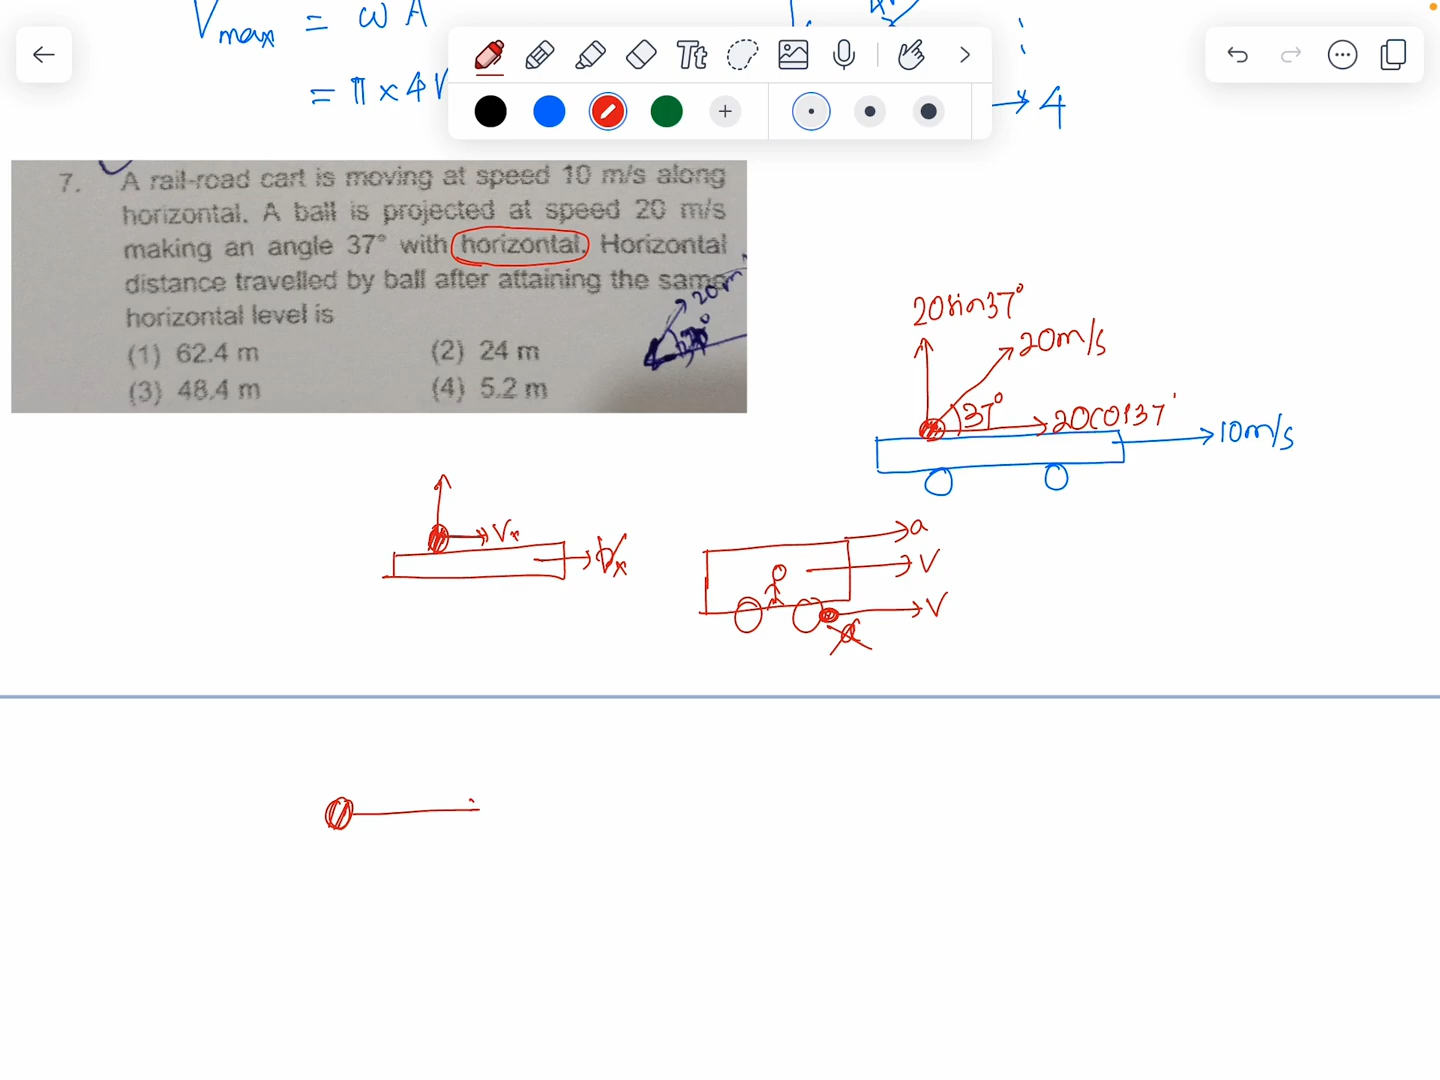 Vmax = ωA
= π × 4
Tt
→ 4
7. A rail-road cart is moving at speed 10 m/s along
horizontal. A ball is projected at speed 20 m/s
making an angle 37° with horizontal. Horizontal
distance travelled by ball after attaining the same
horizontal level is
(1) 62.4 m
(2) 24 m
(3) 48.4 m
(4) 5.2 m
20m
20sin37°
20m/s
37°
20cos37°
10m/s
Vx
a
V
V